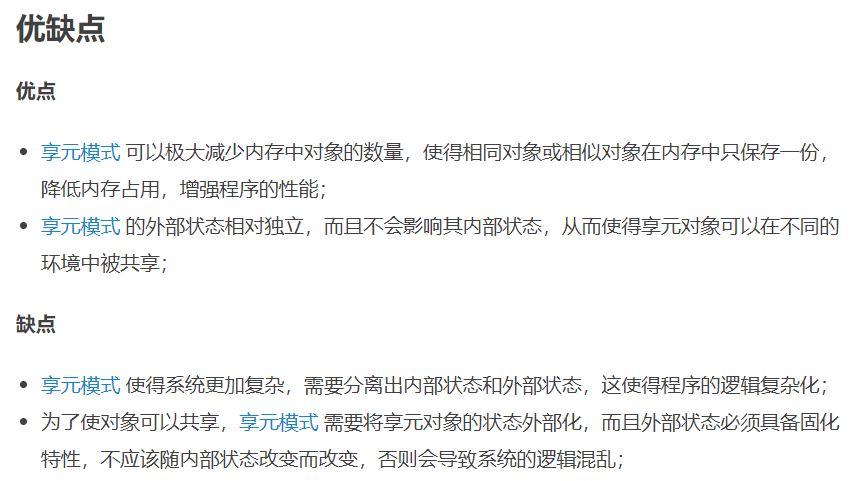 优缺点
优点
享元模式 可以极大减少内存中对象的数量，使得相同对象或相似对象在内存中只保存一份，
降低内存占用，增强程序的性能；
享元模式 的外部状态相对独立，而且不会影响其内部状态，从而使得享元对象可以在不同的
环境中被共享；
缺点
享元模式 使得系统更加复杂，需要分离出内部状态和外部状态，这使得程序的逻辑复杂化；
为了使对象可以共享，享元模式 需要将享元对象的状态外部化，而且外部状态必须具备固化
特性，不应该随内部状态改变而改变，否则会导致系统的逻辑混乱；